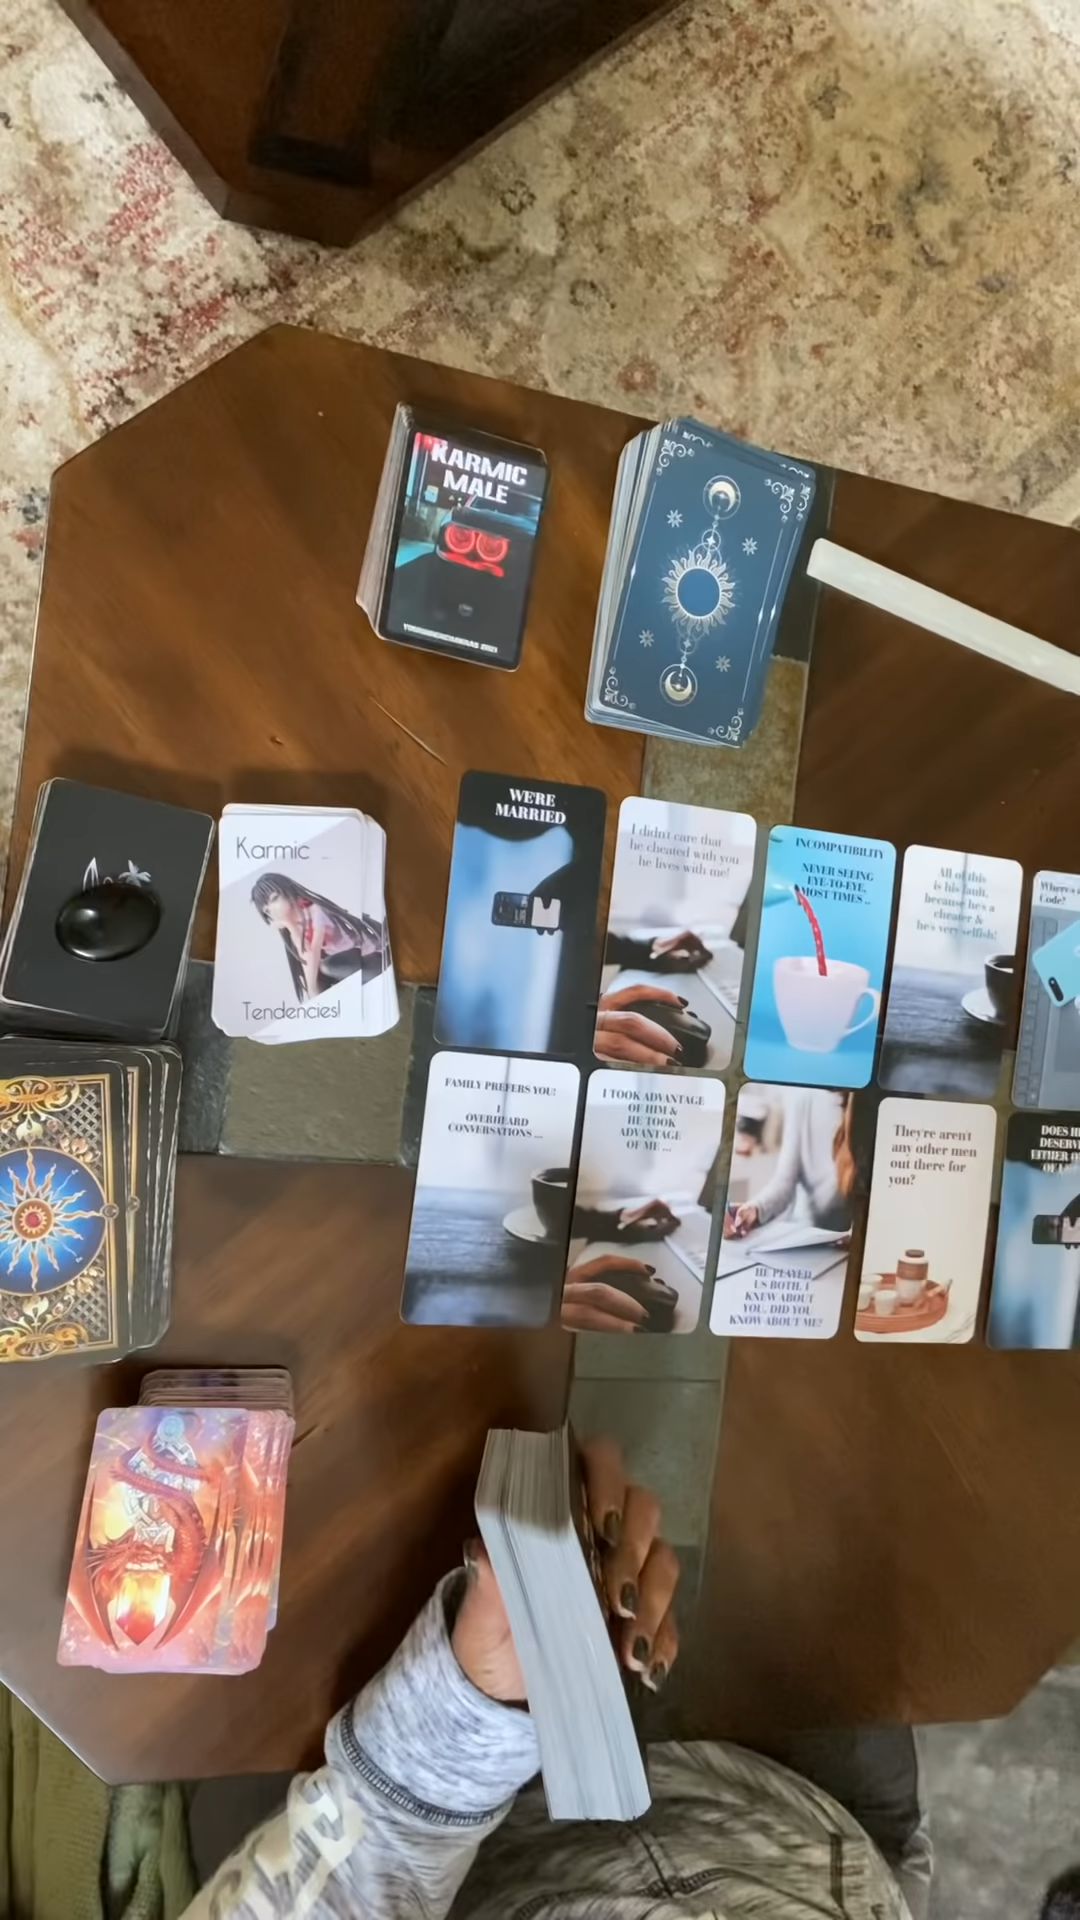 KARMIC
MALE
Karmic ...
Tendencies!
WE'RE
MARRIED
I didn't care that
he cheated with you
he lives with me!
INCOMPATIBILITY
NEVER SEEING
EYE-TO-EYE,
MOST TIMES ..
All of this
is his fault,
because he's a
cheater &
he's very selfish!
Where's
Code?
FAMILY PREFERS YOU!
I
OVERHEARD
CONVERSATIONS ...
I TOOK ADVANTAGE
OF HIM &
HE TOOK
ADVANTAGE
OF ME ...
HE PLAYED
US BOTH, I
KNEW ABOUT
YOU, DID YOU
KNOW ABOUT ME?
They're aren't
any other men
out there for
you?
DOES
DESERVE
EITHER